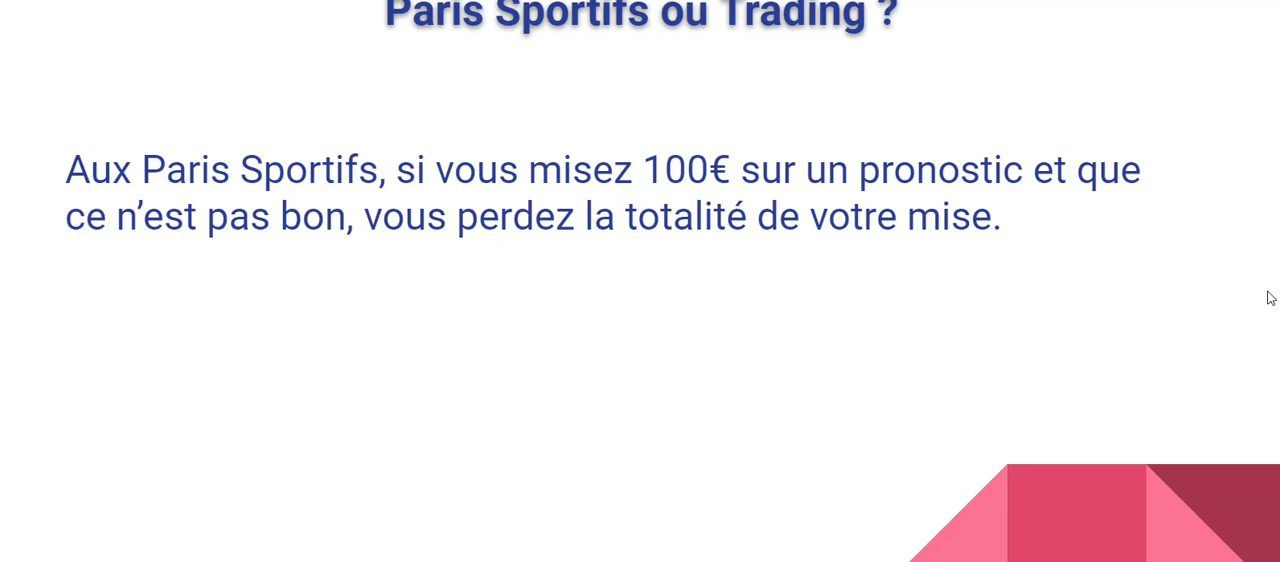 Paris Sportifs ou Trading ?
Aux Paris Sportifs, si vous misez 100€ sur un pronostic et que
ce n’est pas bon, vous perdez la totalité de votre mise.